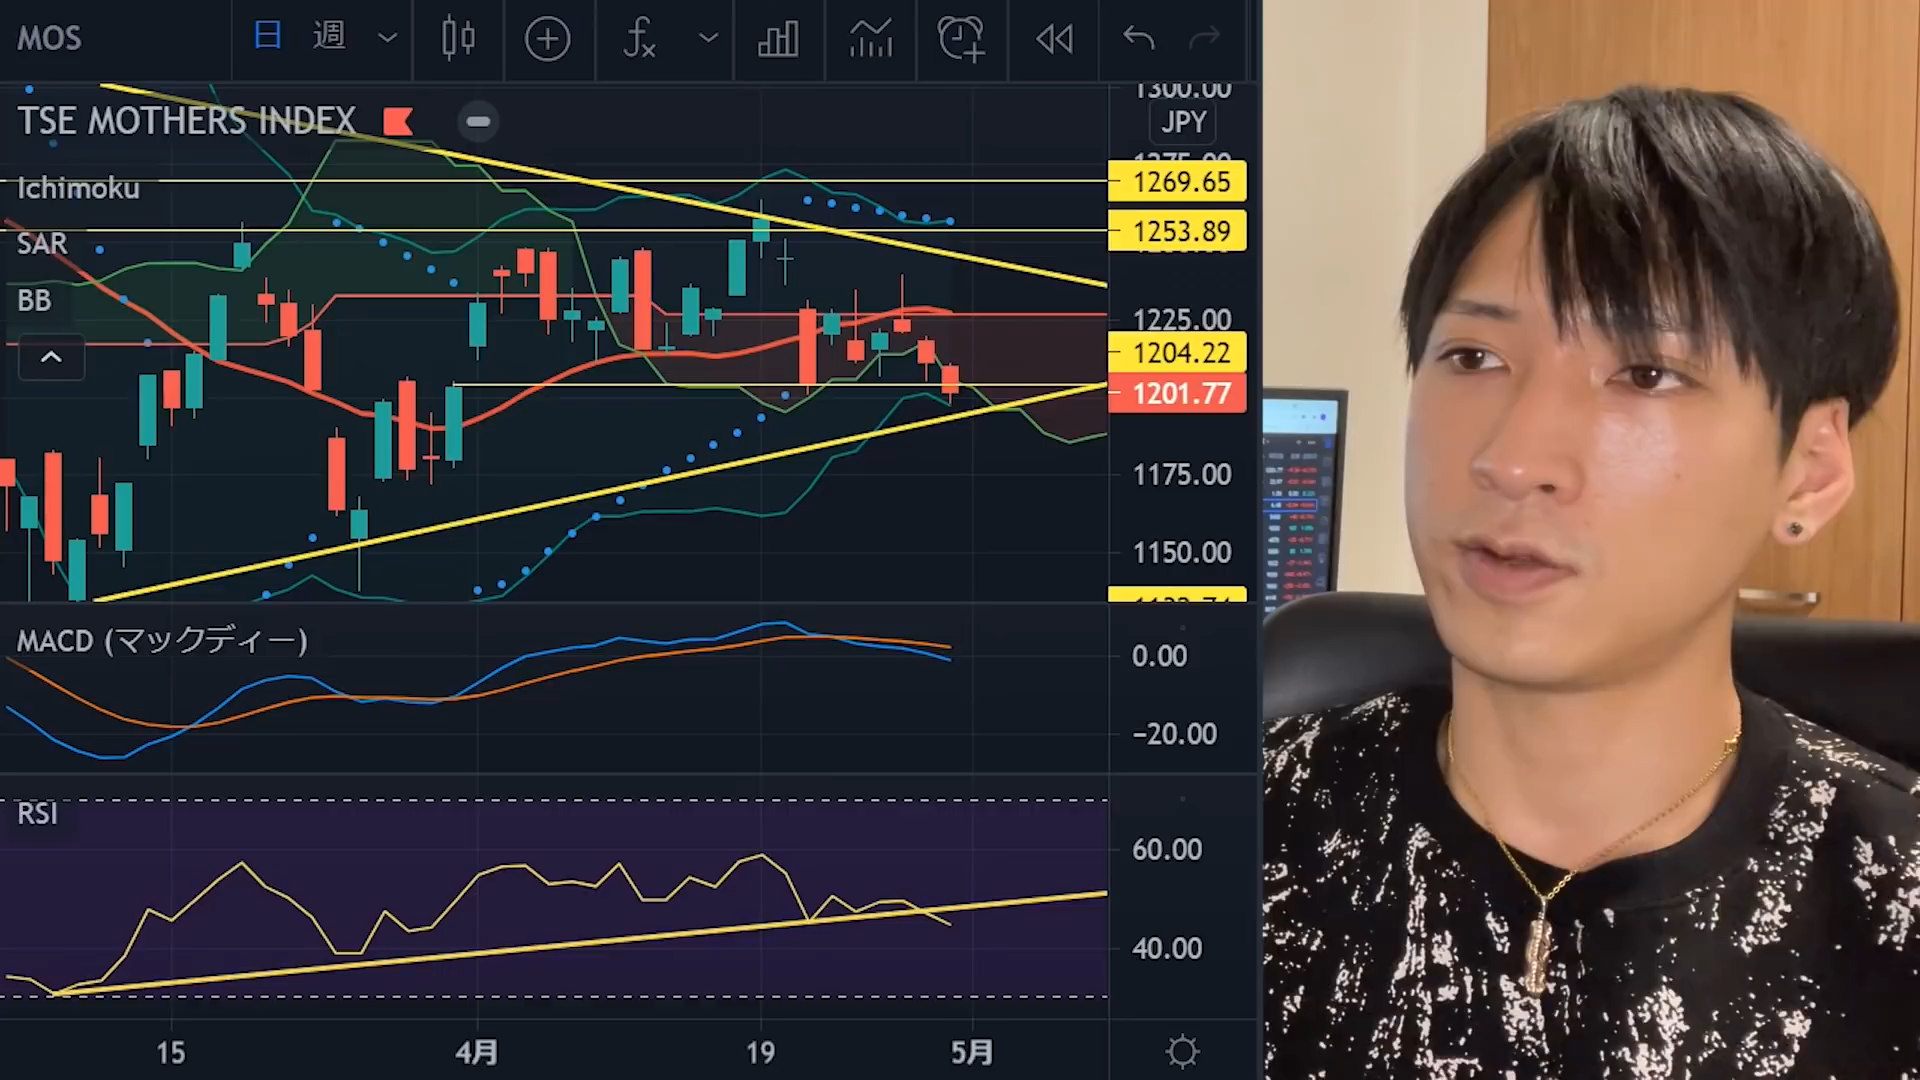 MOS 日 週
TSE MOTHERS INDEX
Ichimoku
SAR
BB
1300.00
JPY
1269.65
1253.89
1225.00
1204.22
1201.77
1175.00
1150.00
MACD (マックディー)
0.00
−20.00
RSI
60.00
40.00
15 4月 19 5月